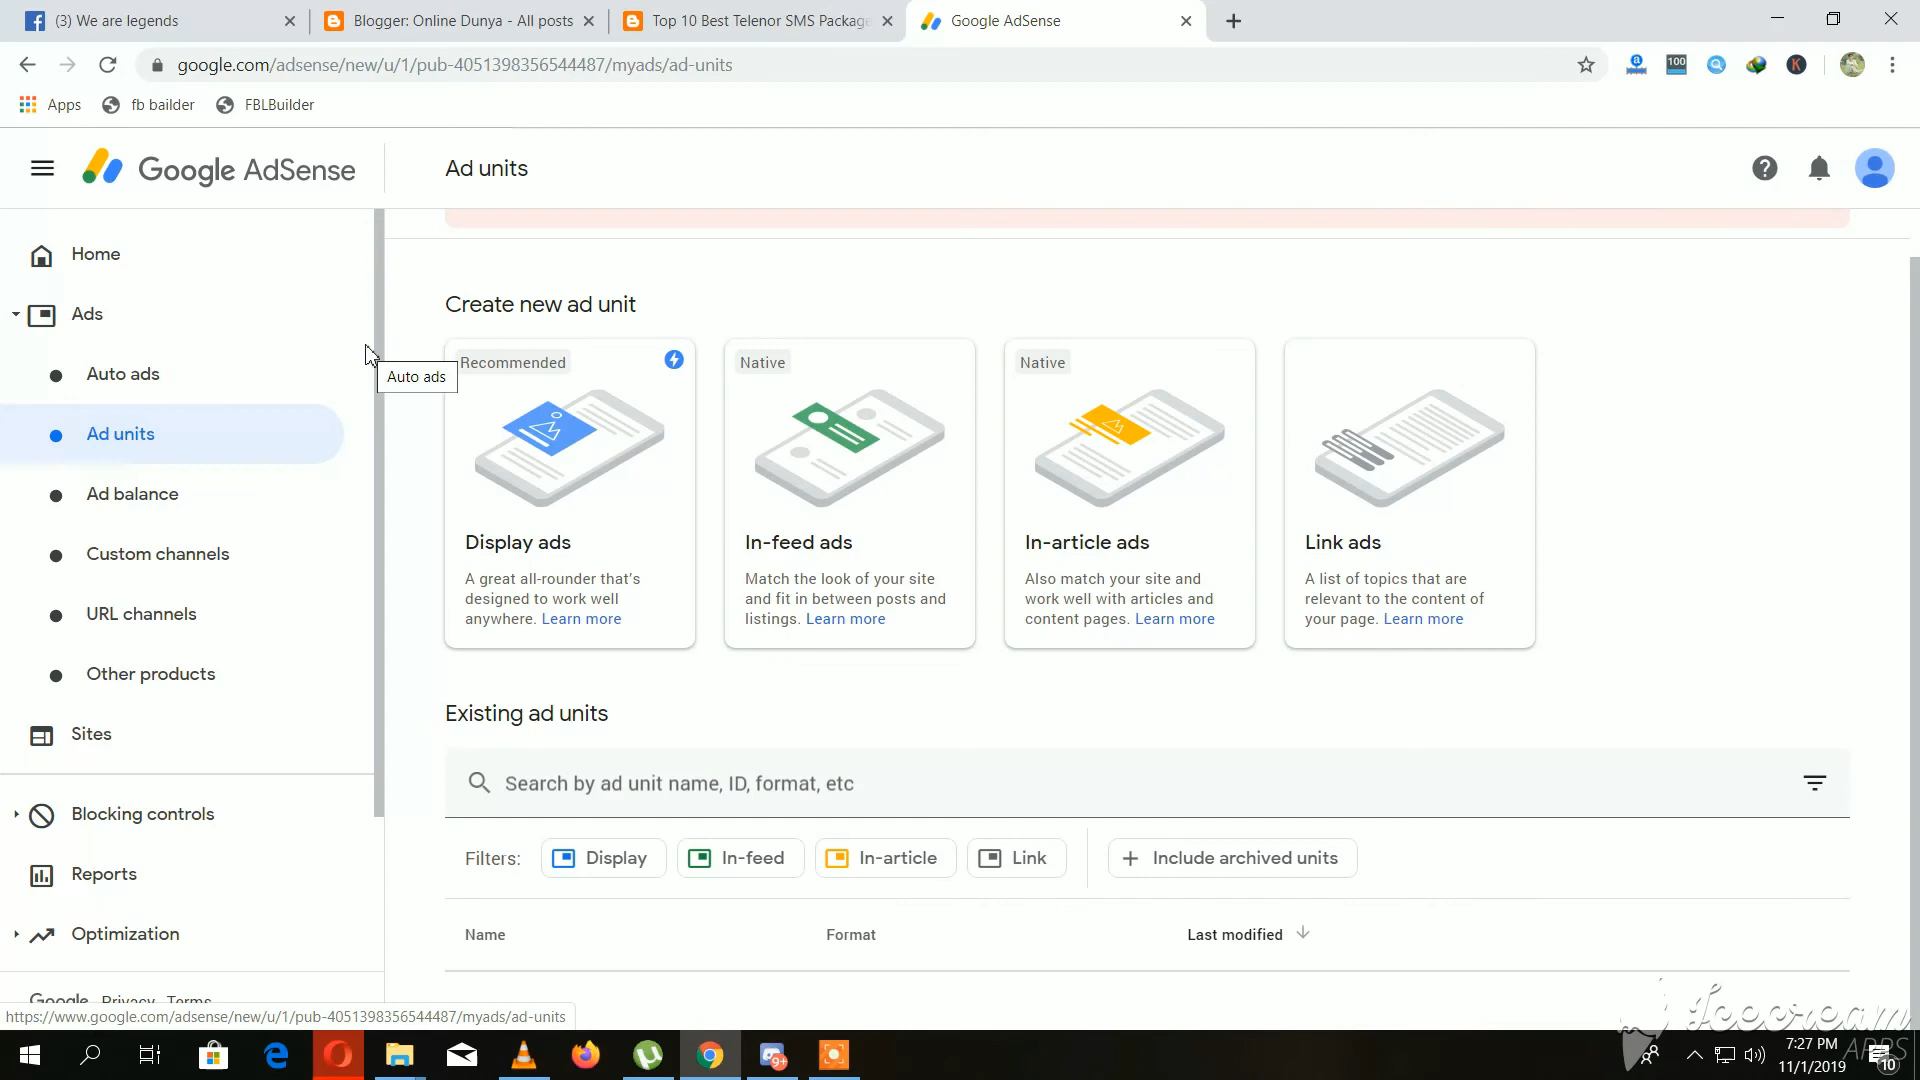 (3) We are legends
Blogger: Online Dunya - All posts
Top 10 Best Telenor SMS Package
Google AdSense
google.com/adsense/new/u/1/pub-4051398356544487/myads/ad-units
100
K
Apps
fb bailder
FBLBuilder
Google AdSense
Ad units
Home
Ads
Auto ads
Ad units
Ad balance
Custom channels
URL channels
Other products
Sites
Blocking controls
Reports
Optimization
Google Privacy Terms
Auto ads
Create new ad unit
Recommended
Display ads
A great all-rounder that's
designed to work well
anywhere. Learn more
Native
In-feed ads
Match the look of your site
and fit in between posts and
listings. Learn more
Native
In-article ads
Also match your site and
work well with articles and
content pages. Learn more
Link ads
A list of topics that are
relevant to the content of
your page. Learn more
Existing ad units
Search by ad unit name, ID, format, etc
Filters: Display In-feed In-article Link + Include archived units
Name Format Last modified
https://www.google.com/adsense/new/u/1/pub-4051398356544487/myads/ad-units
Icecream
APPS
9+
7:27 PM
11/1/2019
10